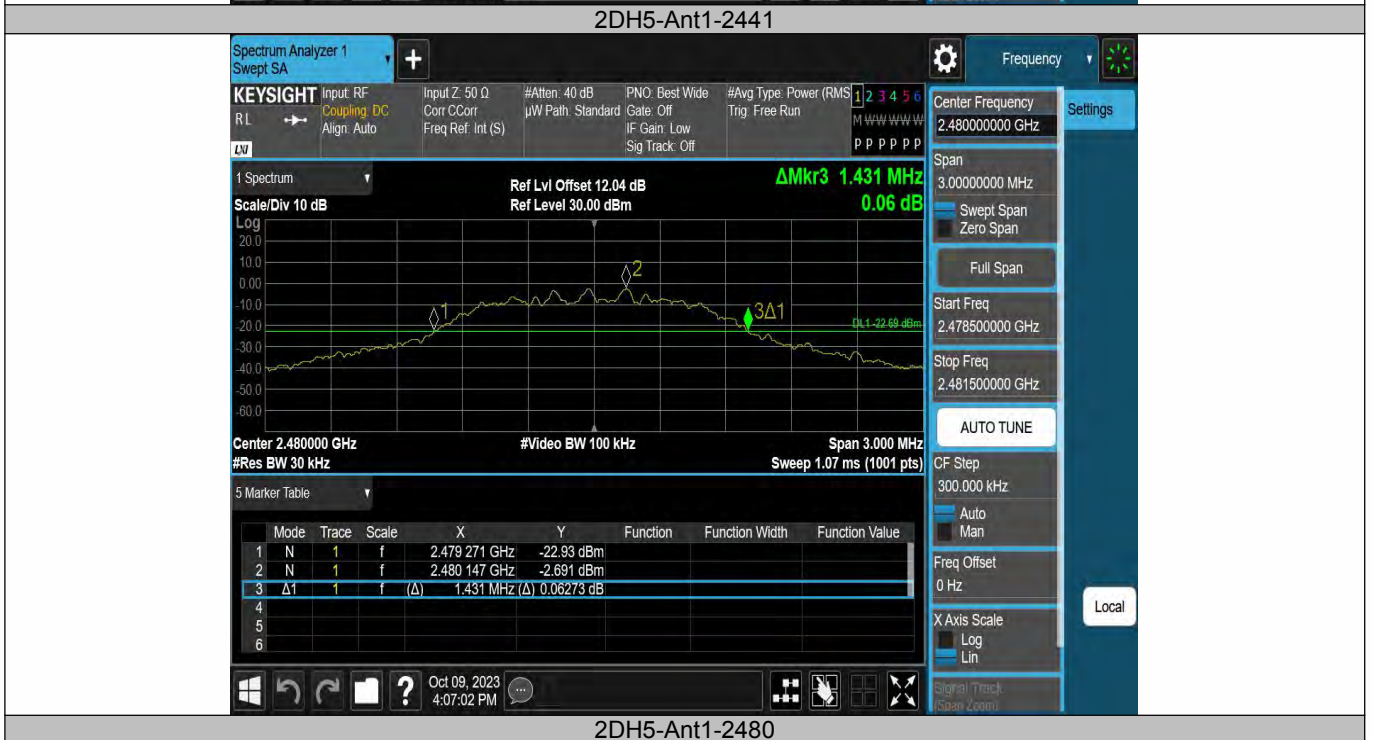 2DH5-Ant1-2441
Spectrum Analyzer 1
Swept SA
Frequency
KEYSIGHT
RL
LXI
Input: RF
Coupling: DC
Align: Auto
Input Z: 50 Ω
Corr CCorr
Freq Ref: Int (S)
#Atten: 40 dB
µW Path: Standard
PNO: Best Wide
Gate: Off
IF Gain: Low
Sig Track: Off
#Avg Type: Power (RMS
Trig: Free Run
1 2 3 4 5 6
M W W W W W
P P P P P P
Center Frequency
2.480000000 GHz
Settings
Span
3.00000000 MHz
Swept Span
Zero Span
Full Span
Start Freq
2.478500000 GHz
Stop Freq
2.481500000 GHz
AUTO TUNE
CF Step
300.000 kHz
Auto
Man
Freq Offset
0 Hz
X Axis Scale
Log
Lin
Signal Track
(Span Zoom)
Local
1 Spectrum
Scale/Div 10 dB
Ref Lvl Offset 12.04 dB
Ref Level 30.00 dBm
ΔMkr3 1.431 MHz
0.06 dB
Log
20.0
10.0
0.00
-10.0
-20.0
-30.0
-40.0
-50.0
-60.0
1
2
3Δ1
DL1 -22.69 dBm
Center 2.480000 GHz
#Video BW 100 kHz
Span 3.000 MHz
#Res BW 30 kHz
Sweep 1.07 ms (1001 pts)
5 Marker Table
Mode Trace Scale X Y Function Function Width Function Value
1 N 1 f 2.479 271 GHz -22.93 dBm
2 N 1 f 2.480 147 GHz -2.691 dBm
3 Δ1 1 f (Δ) 1.431 MHz (Δ) 0.06273 dB
4
5
6
?
Oct 09, 2023
4:07:02 PM
2DH5-Ant1-2480